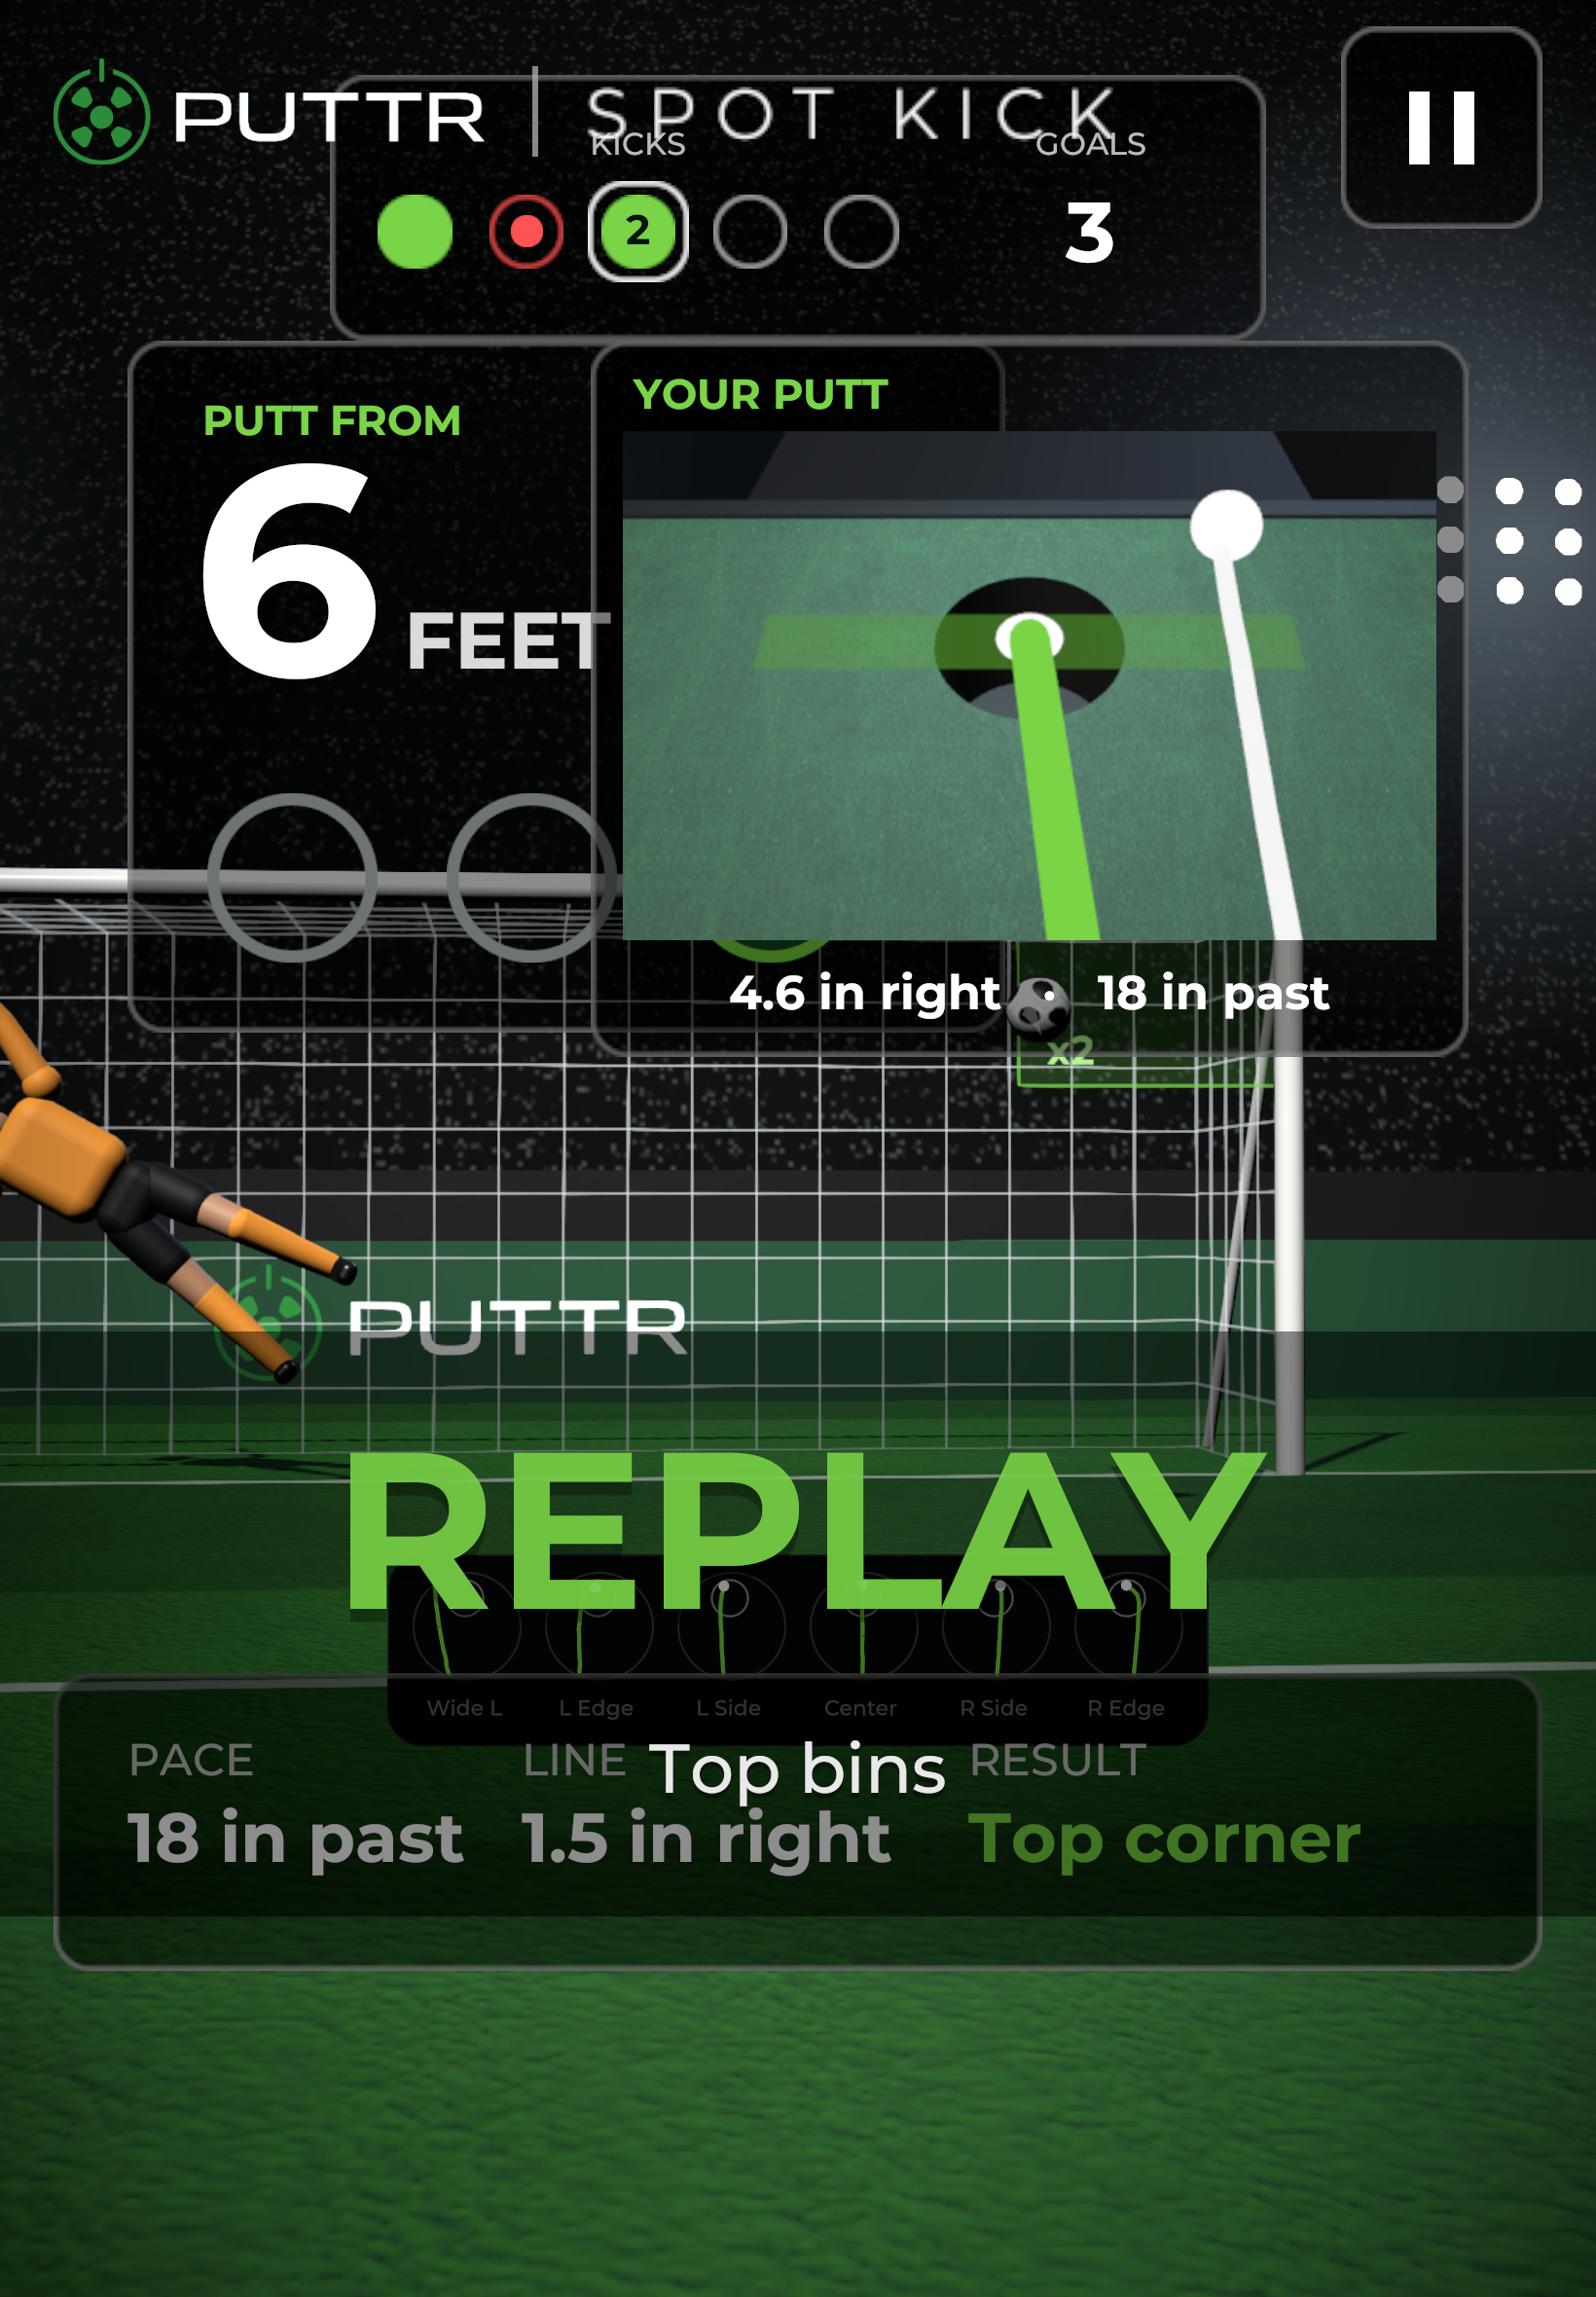 PUTTR | SPOT KICK
KICKS
GOALS
2
3
PUTT FROM
6 FEET
YOUR PUTT
4.6 in right · 18 in past
x2
PUTTR
REPLAY
Wide L
L Edge
L Side
Center
R Side
R Edge
PACE
LINE
Top bins
RESULT
18 in past
1.5 in right
Top corner